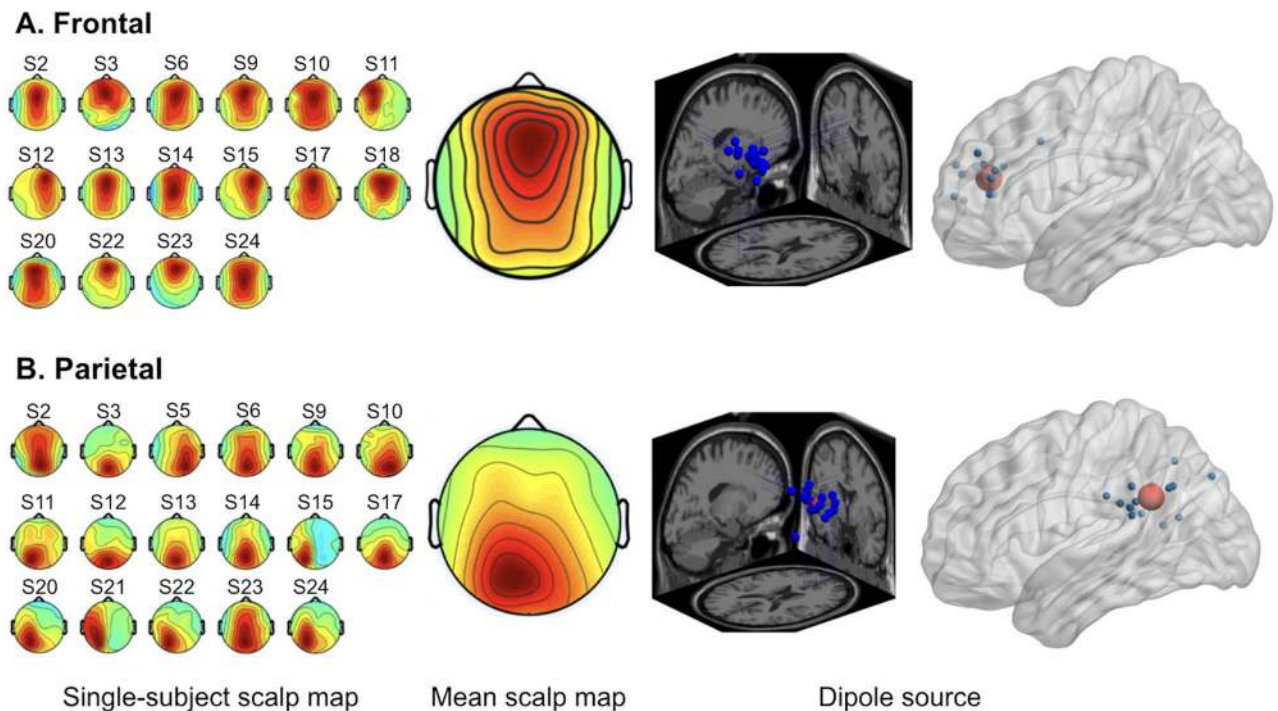 A. Frontal
S2 S3 S6 S9 S10 S11
S12 S13 S14 S15 S17 S18
S20 S22 S23 S24
B. Parietal
S2 S3 S5 S6 S9 S10
S11 S12 S13 S14 S15 S17
S20 S21 S22 S23 S24
Single-subject scalp map Mean scalp map Dipole source